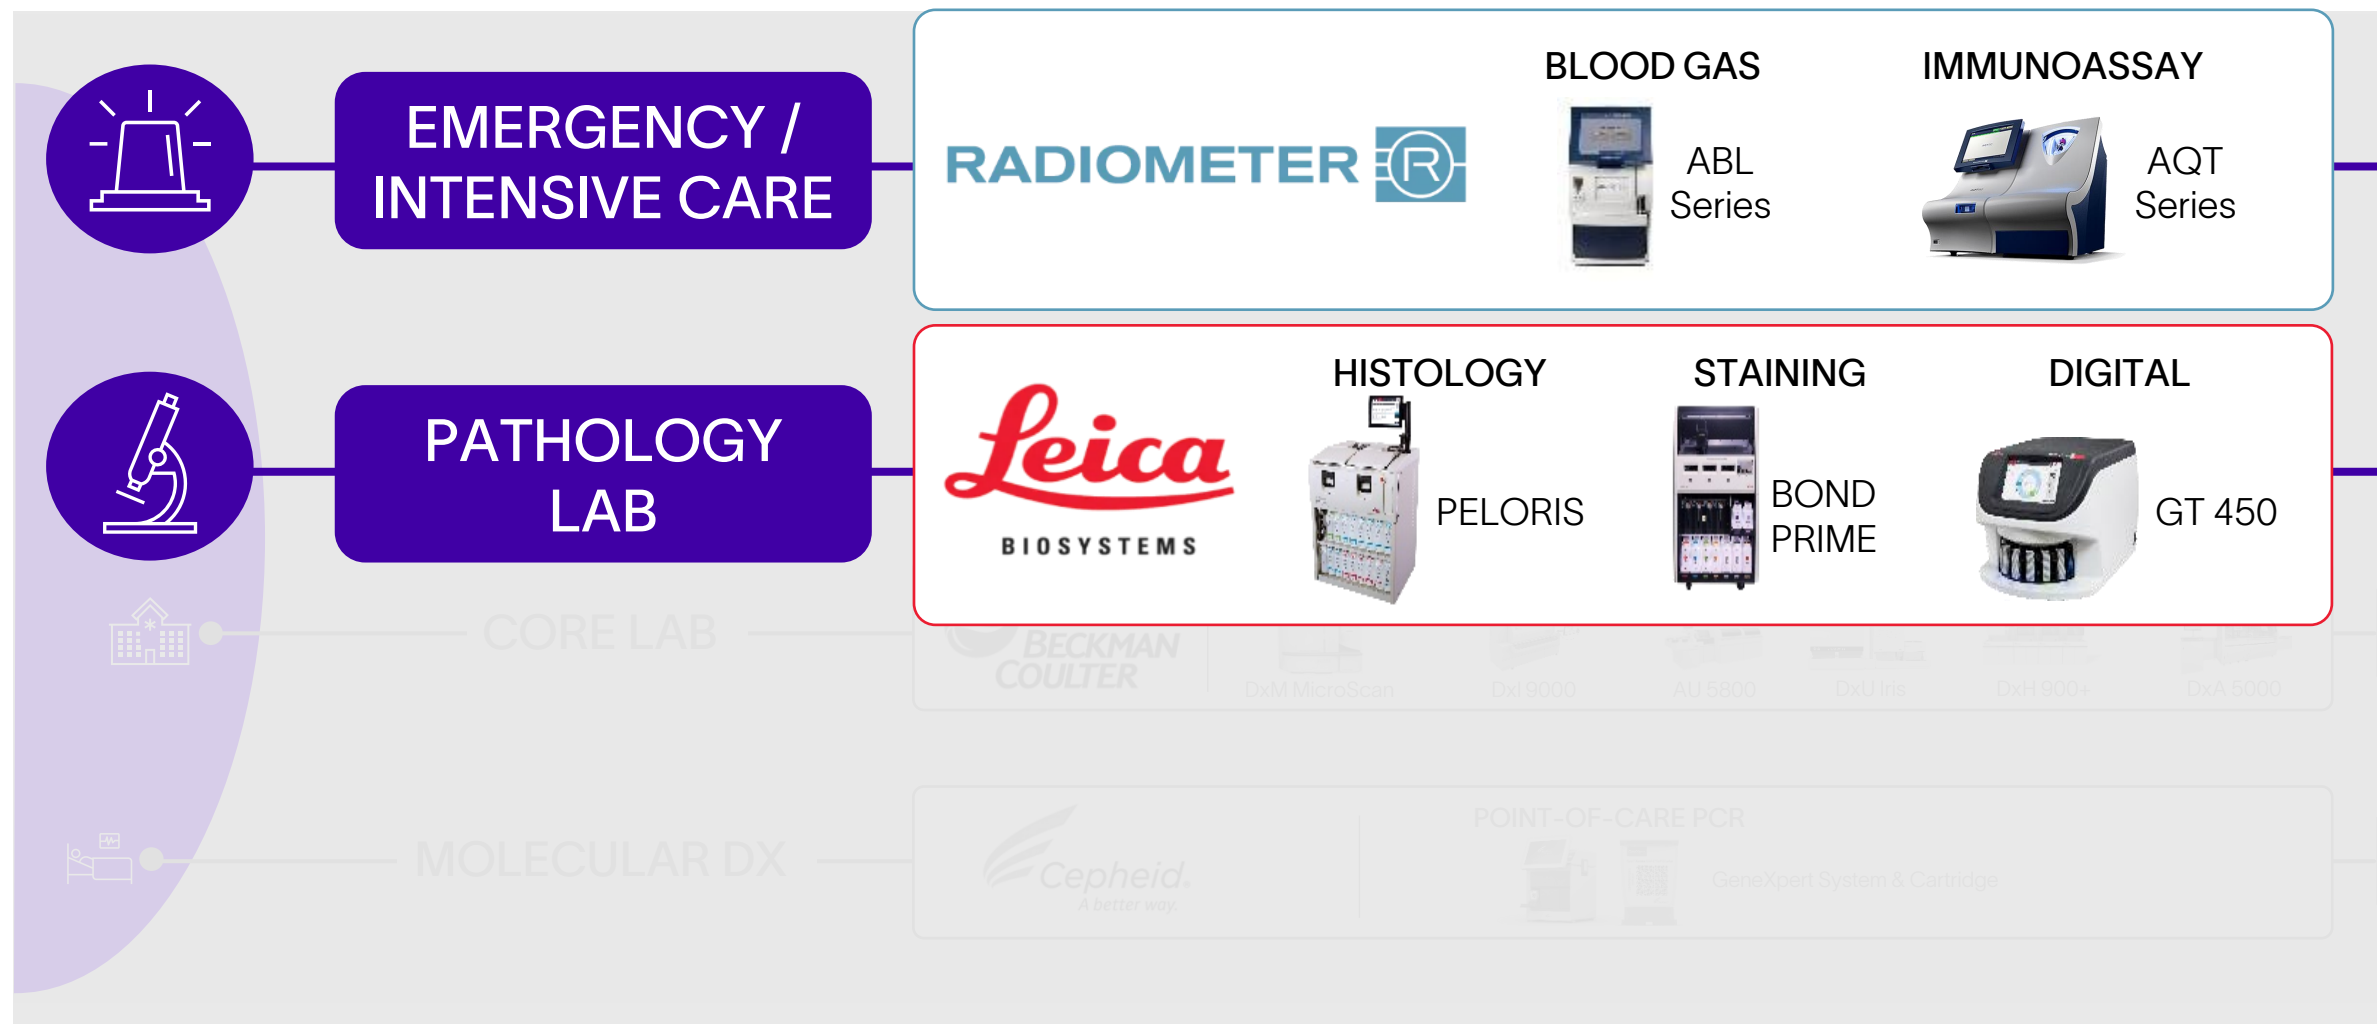 EMERGENCY /
INTENSIVE CARE
RADIOMETER R
BLOOD GAS
ABL
Series
IMMUNOASSAY
AQT
Series
PATHOLOGY
LAB
Leica
BIOSYSTEMS
HISTOLOGY
PELORIS
STAINING
BOND
PRIME
DIGITAL
GT 450
CORE LAB
BECKMAN
COULTER
DxM MicroScan
DxI 9000
AU 5800
DxU Iris
DxH 900+
DxA 5000
MOLECULAR DX
Cepheid.
A better way.
POINT-OF-CARE PCR
GeneXpert System & Cartridge